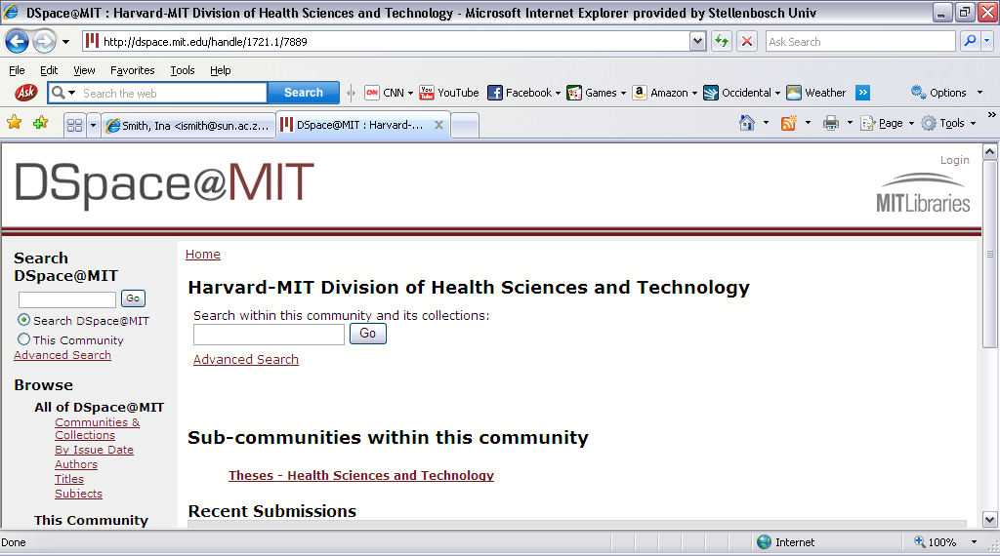 DSpace@MIT : Harvard-MIT Division of Health Sciences and Technology - Microsoft Internet Explorer provided by Stellenbosch Univ
http://dspace.mit.edu/handle/1721.1/7889
Ask Search
File Edit View Favorites Tools Help
Ask Search the web Search CNN You Tube YouTube Facebook Games Amazon Occidental Weather Options
Smith, Ina <ismith@sun.ac.z... DSpace@MIT : Harvard-... Page Tools
Login
DSpace@MIT
MITLibraries
Home
Search
DSpace@MIT
Go
Search DSpace@MIT
This Community
Advanced Search
Browse
All of DSpace@MIT
Communities &
Collections
By Issue Date
Authors
Titles
Subjects
This Community
Harvard-MIT Division of Health Sciences and Technology
Search within this community and its collections:
Go
Advanced Search
Sub-communities within this community
Theses - Health Sciences and Technology
Recent Submissions
Done Internet 100%